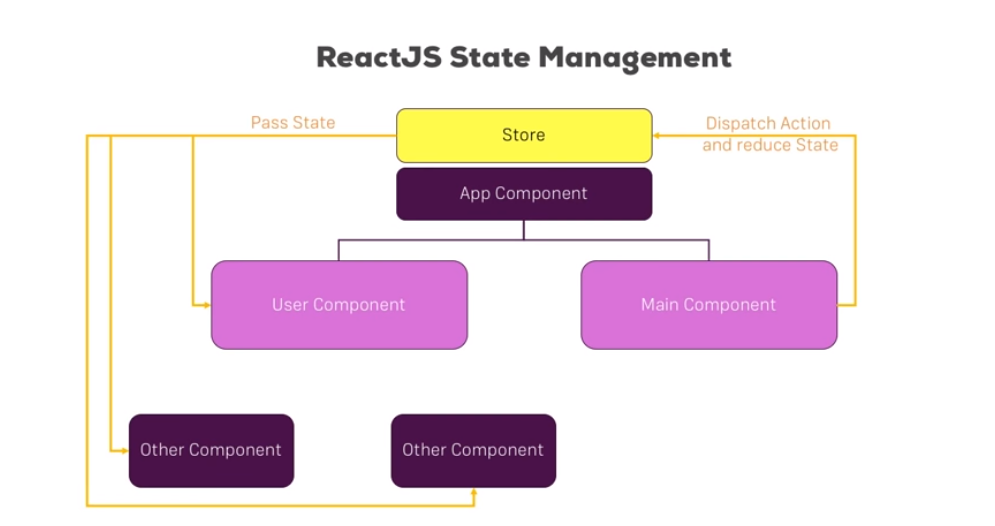 ReactJS State Management
Pass State
Store
Dispatch Action
and reduce State
App Component
User Component
Main Component
Other Component
Other Component